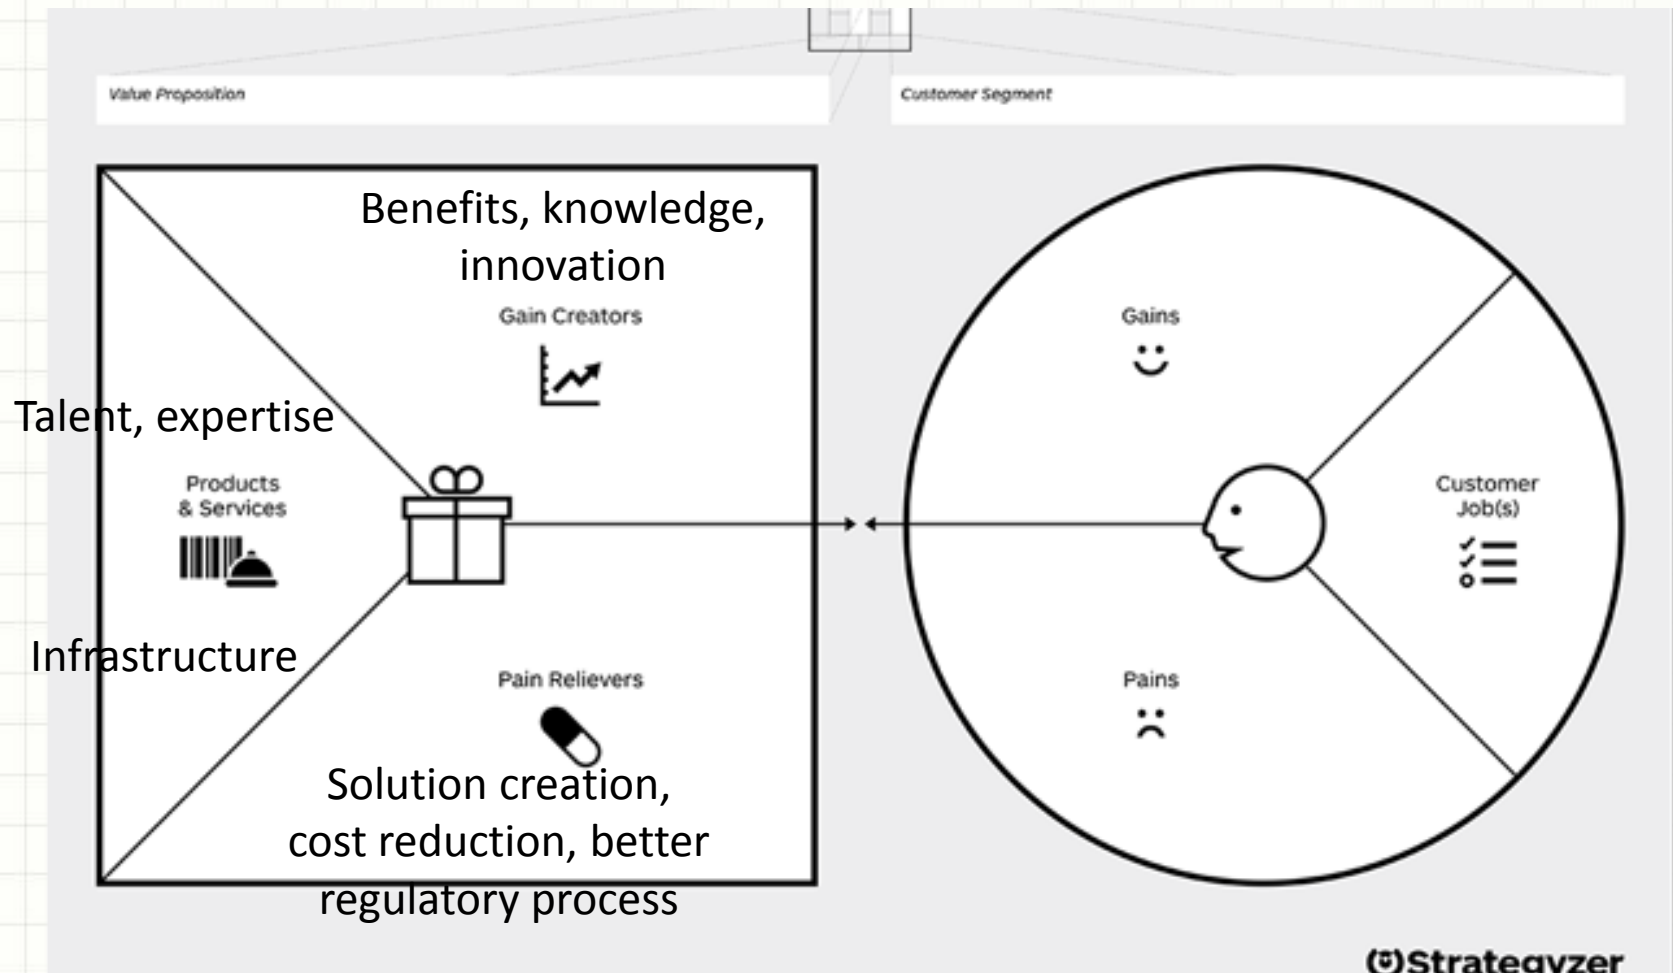 Value Proposition
Customer Segment
Benefits, knowledge,
innovation
Gain Creators
Gains
Talent, expertise
Products
& Services
Customer
Job(s)
Infrastructure
Pain Relievers
Pains
Solution creation,
cost reduction, better
regulatory process
Strategyzer